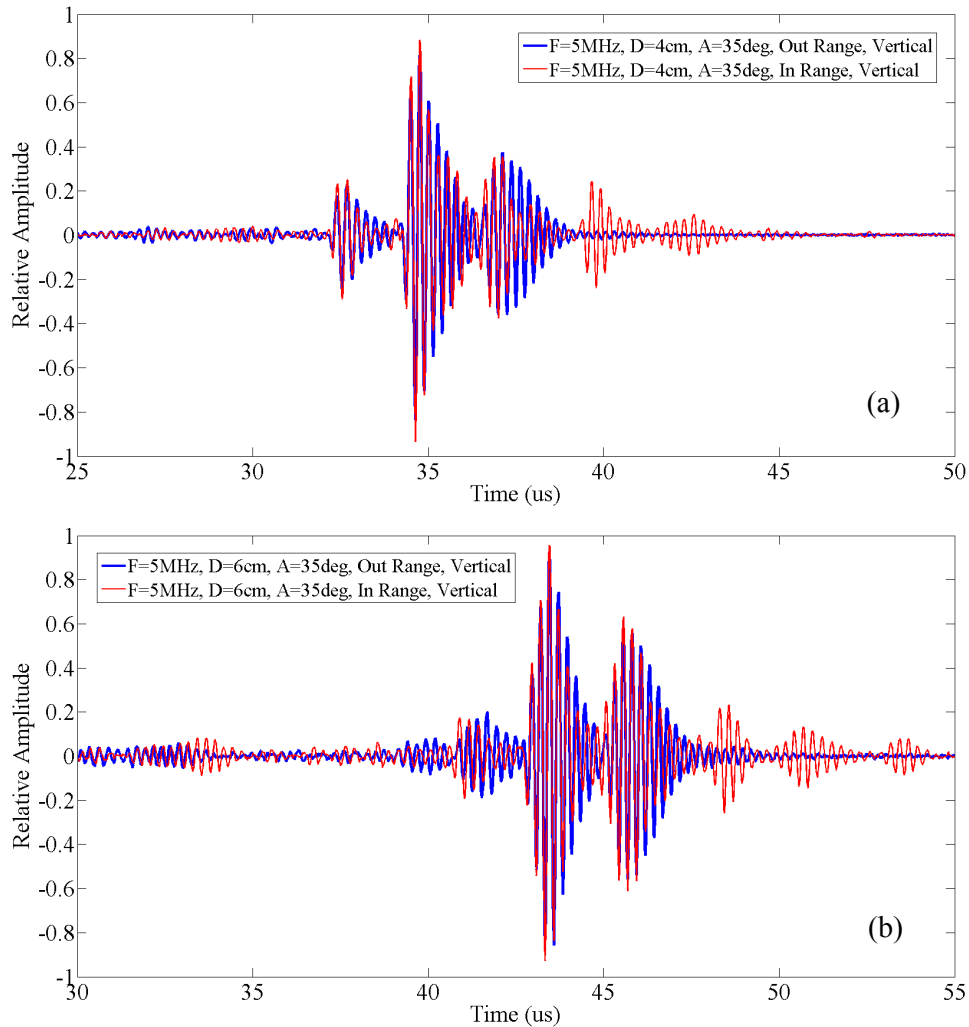 1
0.8
0.6
0.4
0.2
0
-0.2
-0.4
-0.6
-0.8
-1
Relative Amplitude
F=5MHz, D=4cm, A=35deg, Out Range, Vertical
F=5MHz, D=4cm, A=35deg, In Range, Vertical
(a)
25 30 35 40 45 50
Time (us)
1
0.8
0.6
0.4
0.2
0
-0.2
-0.4
-0.6
-0.8
-1
Relative Amplitude
F=5MHz, D=6cm, A=35deg, Out Range, Vertical
F=5MHz, D=6cm, A=35deg, In Range, Vertical
(b)
30 35 40 45 50 55
Time (us)